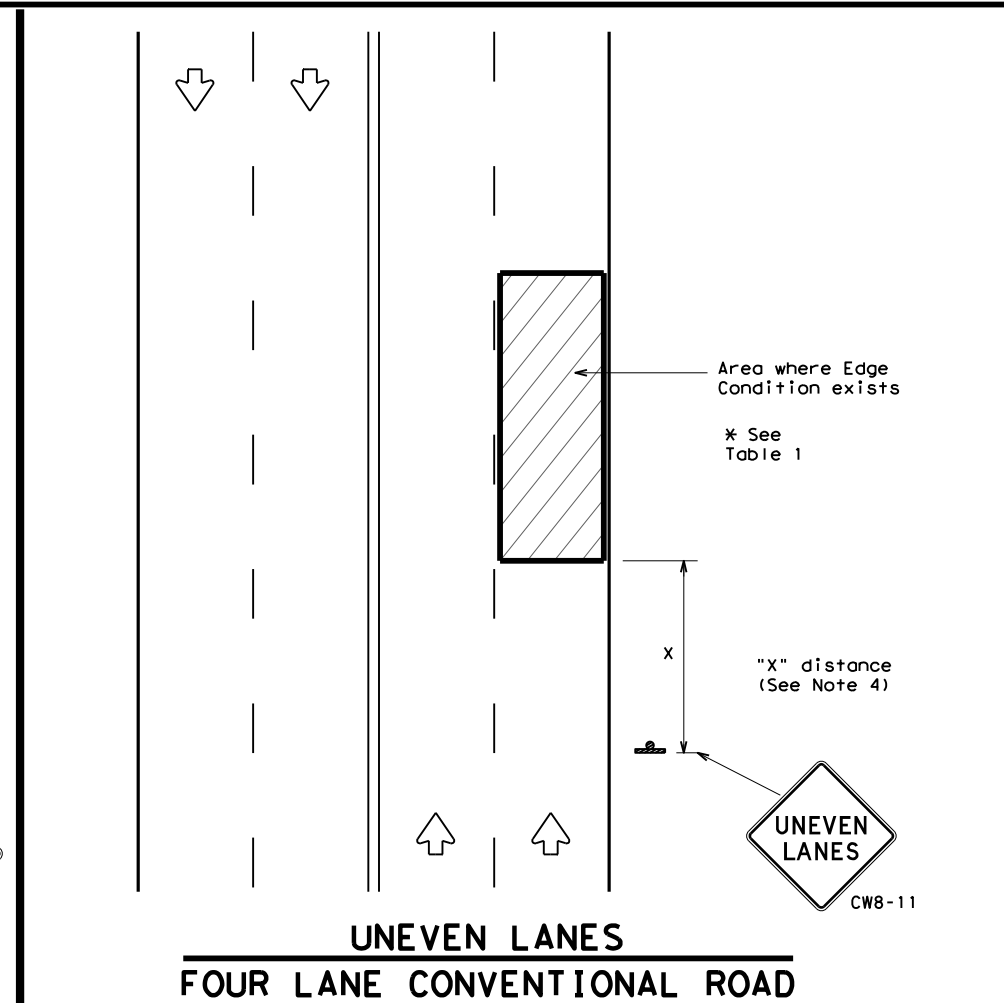 Area where Edge
Condition exists
* See
Table 1
X
"X" distance
(See Note 4)
UNEVEN
LANES
CW8-11
UNEVEN LANES
FOUR LANE CONVENTIONAL ROAD